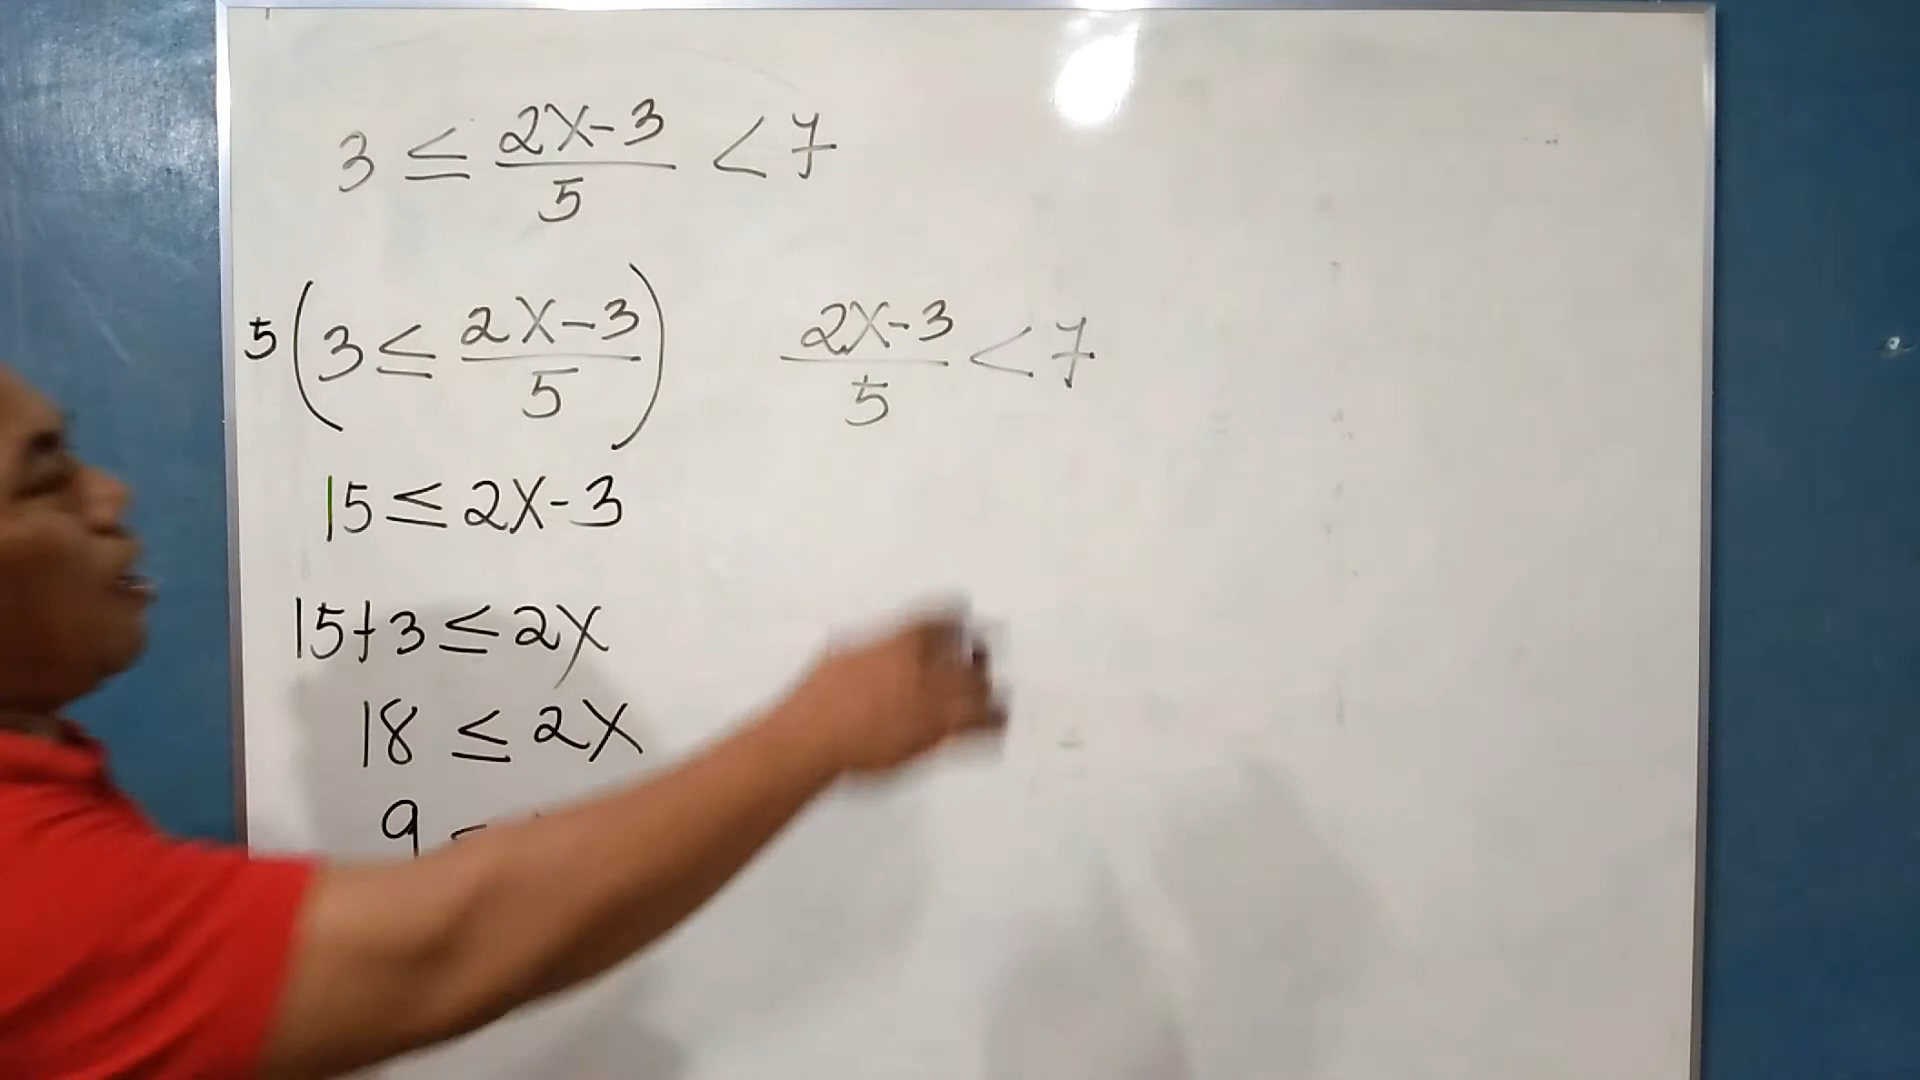 3 ≤ (2X-3)/5 < 7
5(3 ≤ (2X-3)/5) (2X-3)/5 < 7
15 ≤ 2X-3
15+3 ≤ 2X
18 ≤ 2X
9